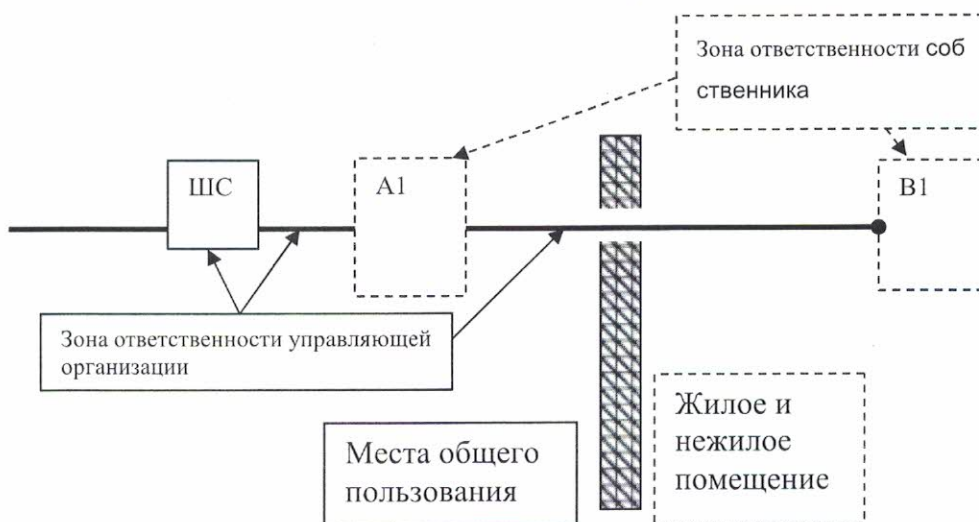 Зона ответственности соб
ственника
ШС
А1
В1
Зона ответственности управляющей
организации
Места общего
пользования
Жилое и
нежилое
помещение